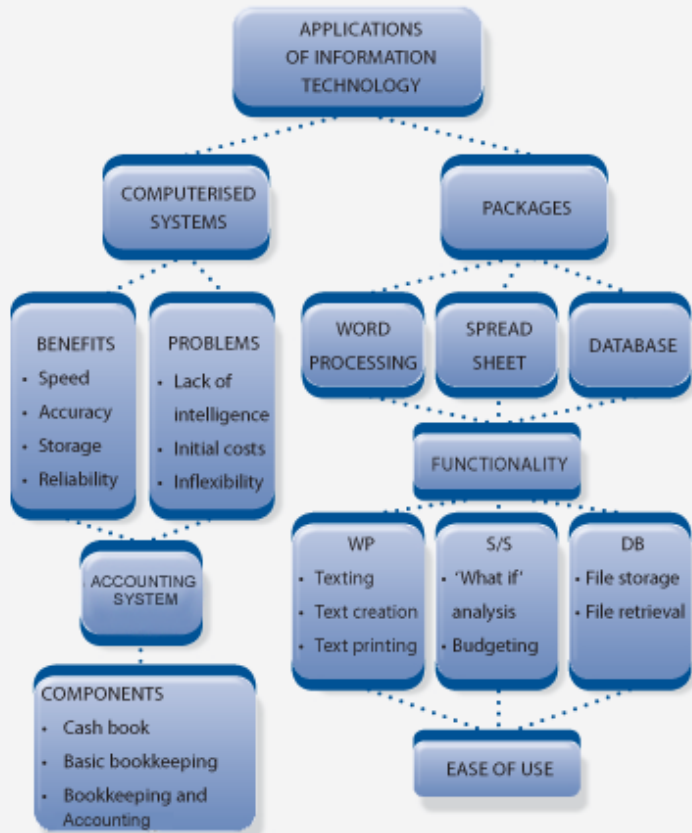 APPLICATIONS
OF INFORMATION
TECHNOLOGY
COMPUTERISED
SYSTEMS
PACKAGES
BENEFITS
• Speed
• Accuracy
• Storage
• Reliability
PROBLEMS
• Lack of
intelligence
• Initial costs
• Inflexibility
WORD
PROCESSING
SPREAD
SHEET
DATABASE
FUNCTIONALITY
ACCOUNTING
SYSTEM
WP
• Texting
• Text creation
• Text printing
S/S
• 'What if'
analysis
• Budgeting
DB
• File storage
• File retrieval
COMPONENTS
• Cash book
• Basic bookkeeping
• Bookkeeping and
Accounting
EASE OF USE